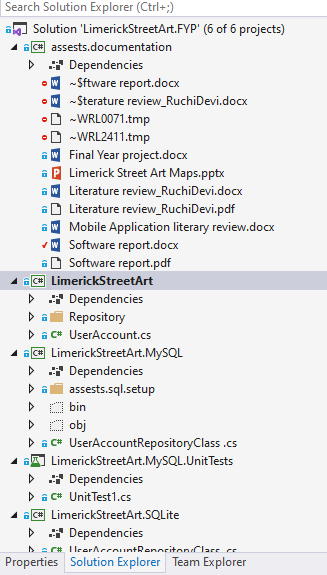 Search Solution Explorer (Ctrl+;)
Solution 'LimerickStreetArt.FYP' (6 of 6 projects)
C# assests.documentation
Dependencies
~$ftware report.docx
~$terature review_RuchiDevi.docx
~WRL0071.tmp
~WRL2411.tmp
Final Year project.docx
Limerick Street Art Maps.pptx
Literature review_RuchiDevi.docx
Literature review_RuchiDevi.pdf
Mobile Application literary review.docx
Software report.docx
Software report.pdf
C# LimerickStreetArt
Dependencies
Repository
C# UserAccount.cs
C# LimerickStreetArt.MySQL
Dependencies
assests.sql.setup
bin
obj
C# UserAccountRepositoryClass .cs
LimerickStreetArt.MySQL.UnitTests
Dependencies
C# UnitTest1.cs
C# LimerickStreetArt.SQLite
Dependencies
C# UserAccountRepositoryClass .cs
Properties Solution Explorer Team Explorer